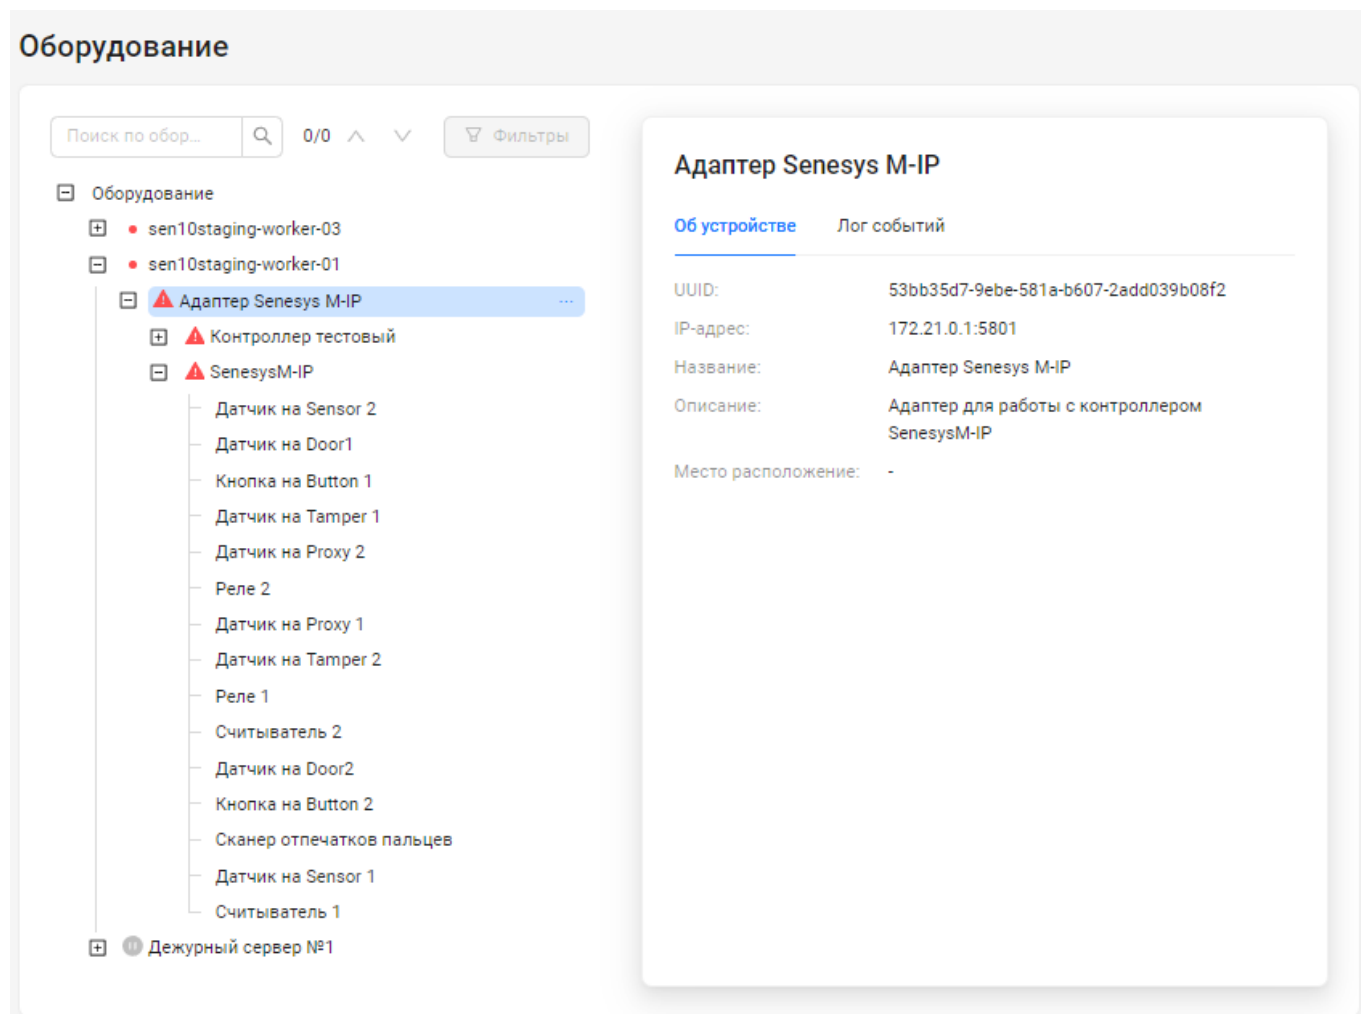 Оборудование
Поиск по обор...
0/0
Фильтры
Оборудование
sen10staging-worker-03
sen10staging-worker-01
Адаптер Senesys M-IP
Контроллер тестовый
SenesysM-IP
Датчик на Sensor 2
Датчик на Door1
Кнопка на Button 1
Датчик на Tamper 1
Датчик на Proxy 2
Реле 2
Датчик на Proxy 1
Датчик на Tamper 2
Реле 1
Считыватель 2
Датчик на Door2
Кнопка на Button 2
Сканер отпечатков пальцев
Датчик на Sensor 1
Считыватель 1
Дежурный сервер №1
Адаптер Senesys M-IP
Об устройстве Лог событий
UUID: 53bb35d7-9ebe-581a-b607-2add039b08f2
IP-адрес: 172.21.0.1:5801
Название: Адаптер Senesys M-IP
Описание: Адаптер для работы с контроллером
SenesysM-IP
Место расположение: -